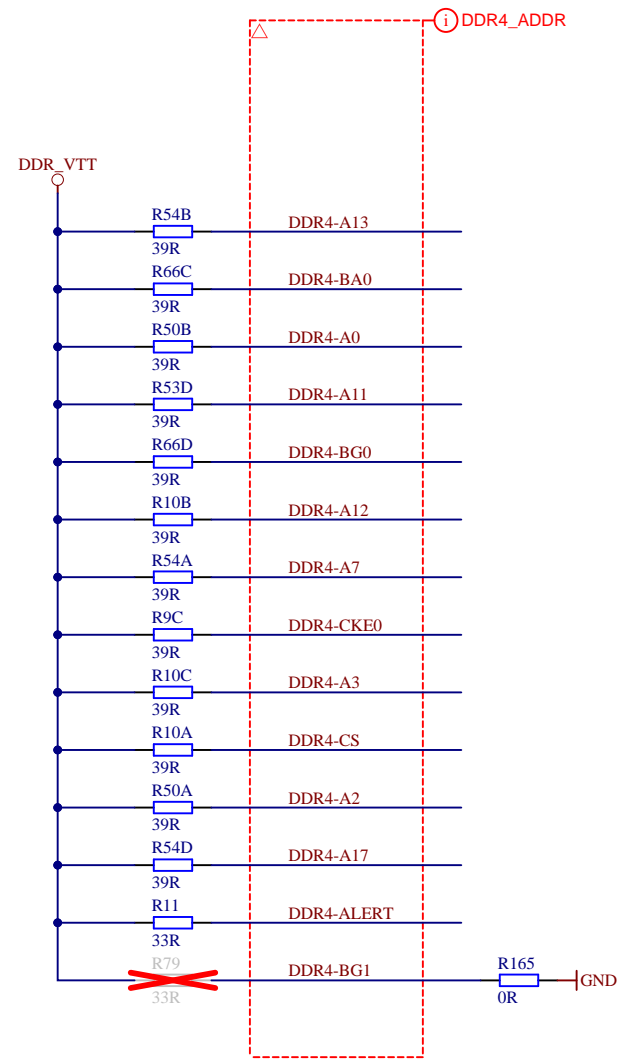 i DDR4_ADDR
DDR_VTT
R54B
DDR4-A13
39R
R66C
DDR4-BA0
39R
R50B
DDR4-A0
39R
R53D
DDR4-A11
39R
R66D
DDR4-BG0
39R
R10B
DDR4-A12
39R
R54A
DDR4-A7
39R
R9C
DDR4-CKE0
39R
R10C
DDR4-A3
39R
R10A
DDR4-CS
39R
R50A
DDR4-A2
39R
R54D
DDR4-A17
39R
R11
DDR4-ALERT
33R
R79
DDR4-BG1
R165
GND
33R
0R